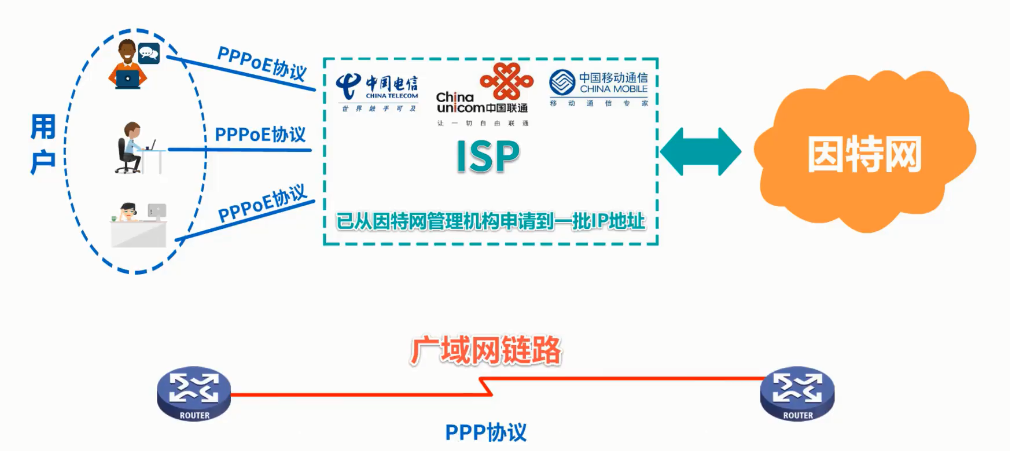 用户
PPPoE协议
PPPoE协议
PPPoE协议
中国电信
CHINA TELECOM
世界触手可及
China
unicom中国联通
让一切自由联通
中国移动通信
CHINA MOBILE
移动通信专家
ISP
已从因特网管理机构申请到一批IP地址
因特网
广域网链路
ROUTER
ROUTER
PPP协议